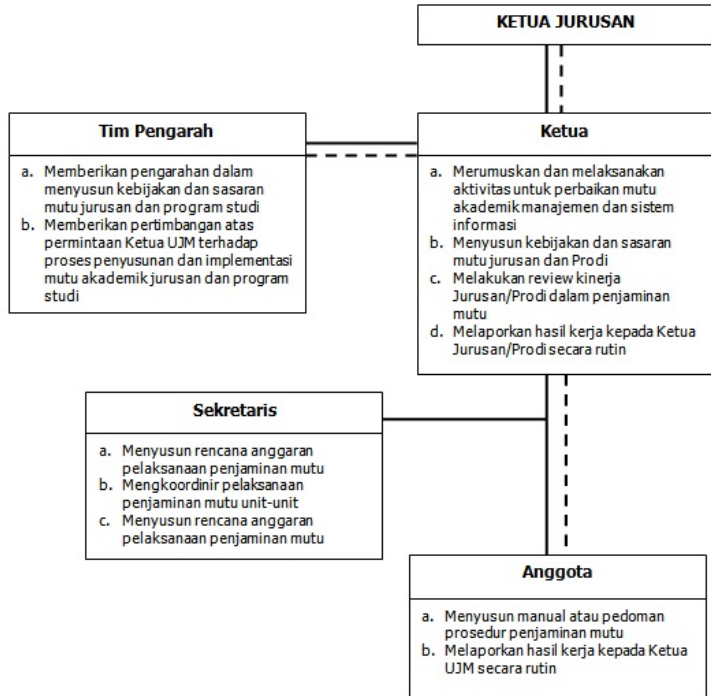 KETUA JURUSAN
Tim Pengarah
a. Memberikan pengarahan dalam
menyusun kebijakan dan sasaran
mutu jurusan dan program studi
b. Memberikan pertimbangan atas
permintaan Ketua UJM terhadap
proses penyusunan dan implementasi
mutu akademik jurusan dan program
studi
Ketua
a. Merumuskan dan melaksanakan
aktivitas untuk perbaikan mutu
akademik manajemen dan sistem
informasi
b. Menyusun kebijakan dan sasaran
mutu jurusan dan Prodi
c. Melakukan review kinerja
Jurusan/Prodi dalam penjaminan
mutu
d. Melaporkan hasil kerja kepada Ketua
Jurusan/Prodi secara rutin
Sekretaris
a. Menyusun rencana anggaran
pelaksanaan penjaminan mutu
b. Mengkoordinir pelaksanaan
penjaminan mutu unit-unit
c. Menyusun rencana anggaran
pelaksanaan penjaminan mutu
Anggota
a. Menyusun manual atau pedoman
prosedur penjaminan mutu
b. Melaporkan hasil kerja kepada Ketua
UJM secara rutin